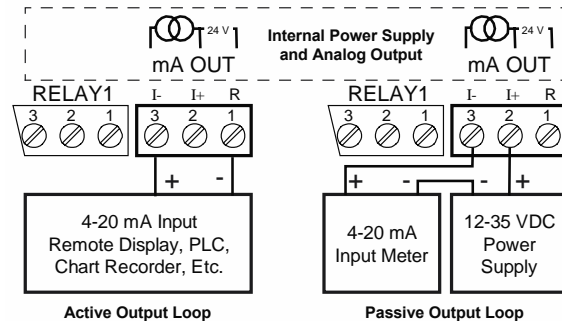 24 V
24 V
Internal Power Supply
and Analog Output
mA OUT
mA OUT
RELAY1
I- I+ R
RELAY1
I- I+ R
3 2 1
3 2 1
3 2 1
3 2 1
+ -
+ - - +
4-20 mA Input
Remote Display, PLC,
Chart Recorder, Etc.
4-20 mA
Input Meter
12-35 VDC
Power
Supply
Active Output Loop
Passive Output Loop